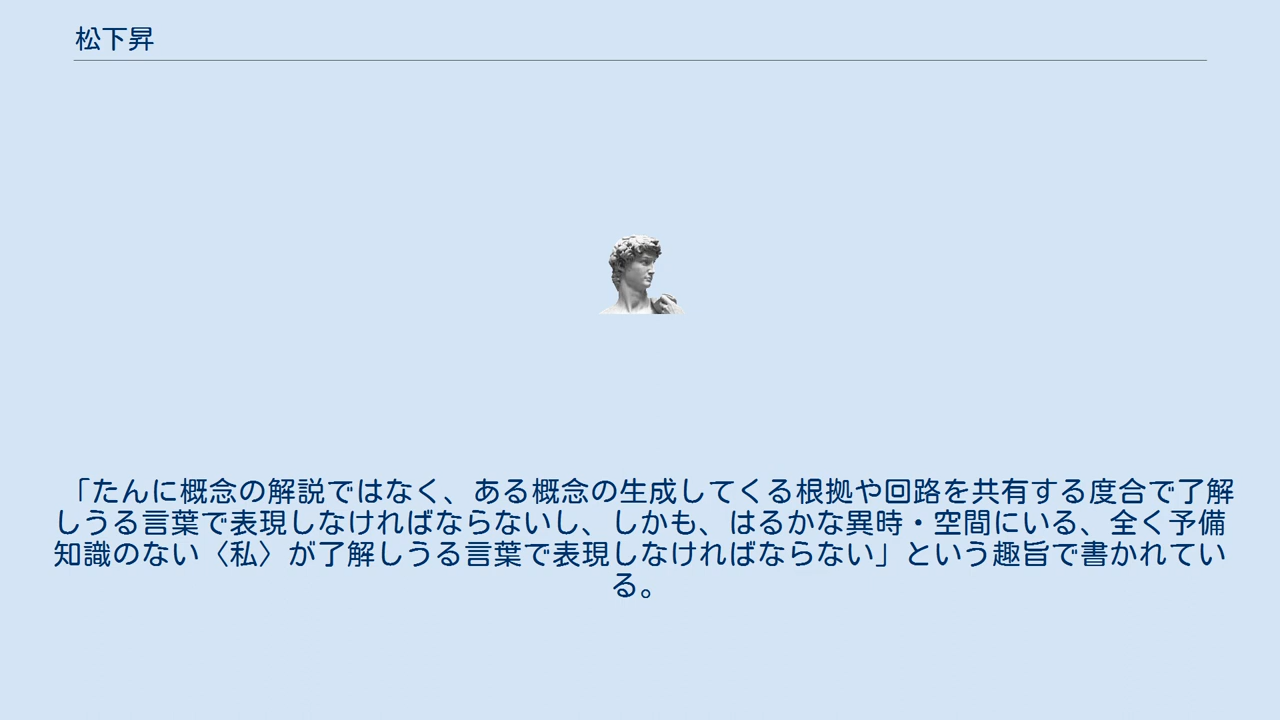 松下昇
「たんに概念の解説ではなく、ある概念の生成してくる根拠や回路を共有する度合で了解
しうる言葉で表現しなければならないし、しかも、はるかな異時・空間にいる、全く予備
知識のない〈私〉が了解しうる言葉で表現しなければならない」という趣旨で書かれてい
る。